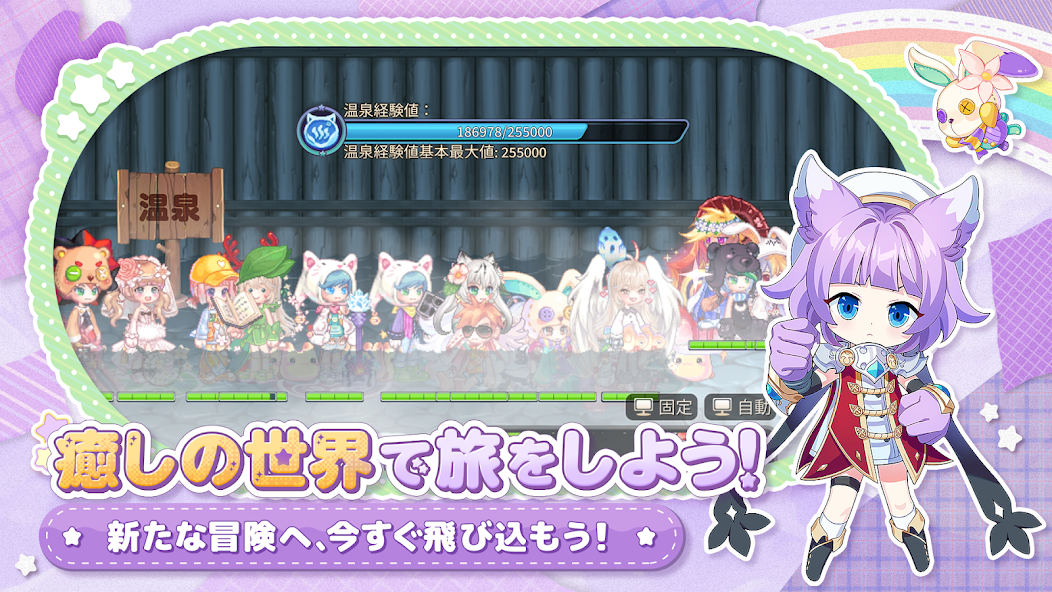 温泉経験値：
186978/255000
温泉経験値基本最大値: 255000
温泉
固定
自動
癒しの世界で旅をしよう!
新たな冒険へ、今すぐ飛び込もう!